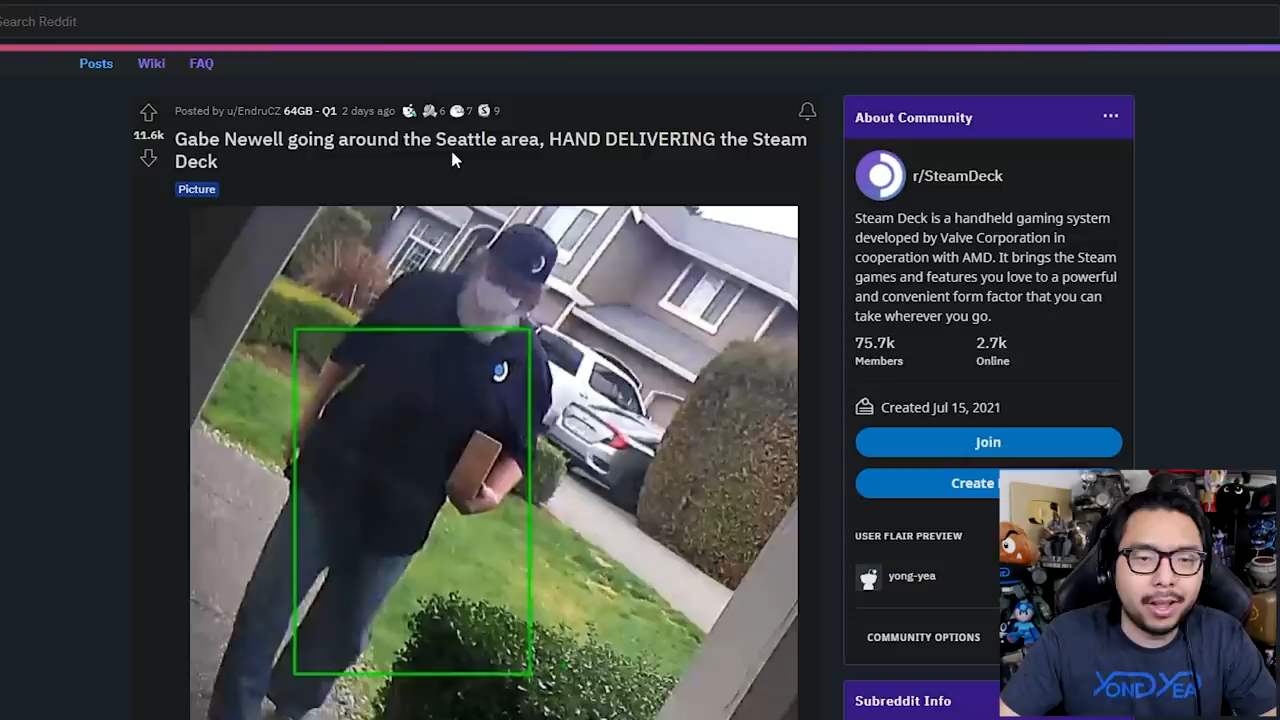 Search Reddit
Posts Wiki FAQ
Posted by u/EndruCZ 64GB - Q1 2 days ago 6 7 9
11.6k
Gabe Newell going around the Seattle area, HAND DELIVERING the Steam
Deck
Picture
About Community
r/SteamDeck
Steam Deck is a handheld gaming system
developed by Valve Corporation in
cooperation with AMD. It brings the Steam
games and features you love to a powerful
and convenient form factor that you can
take wherever you go.
75.7k 2.7k
Members Online
Created Jul 15, 2021
Join
Create
USER FLAIR PREVIEW
yong-yea
COMMUNITY OPTIONS
Subreddit Info
YONGYEA